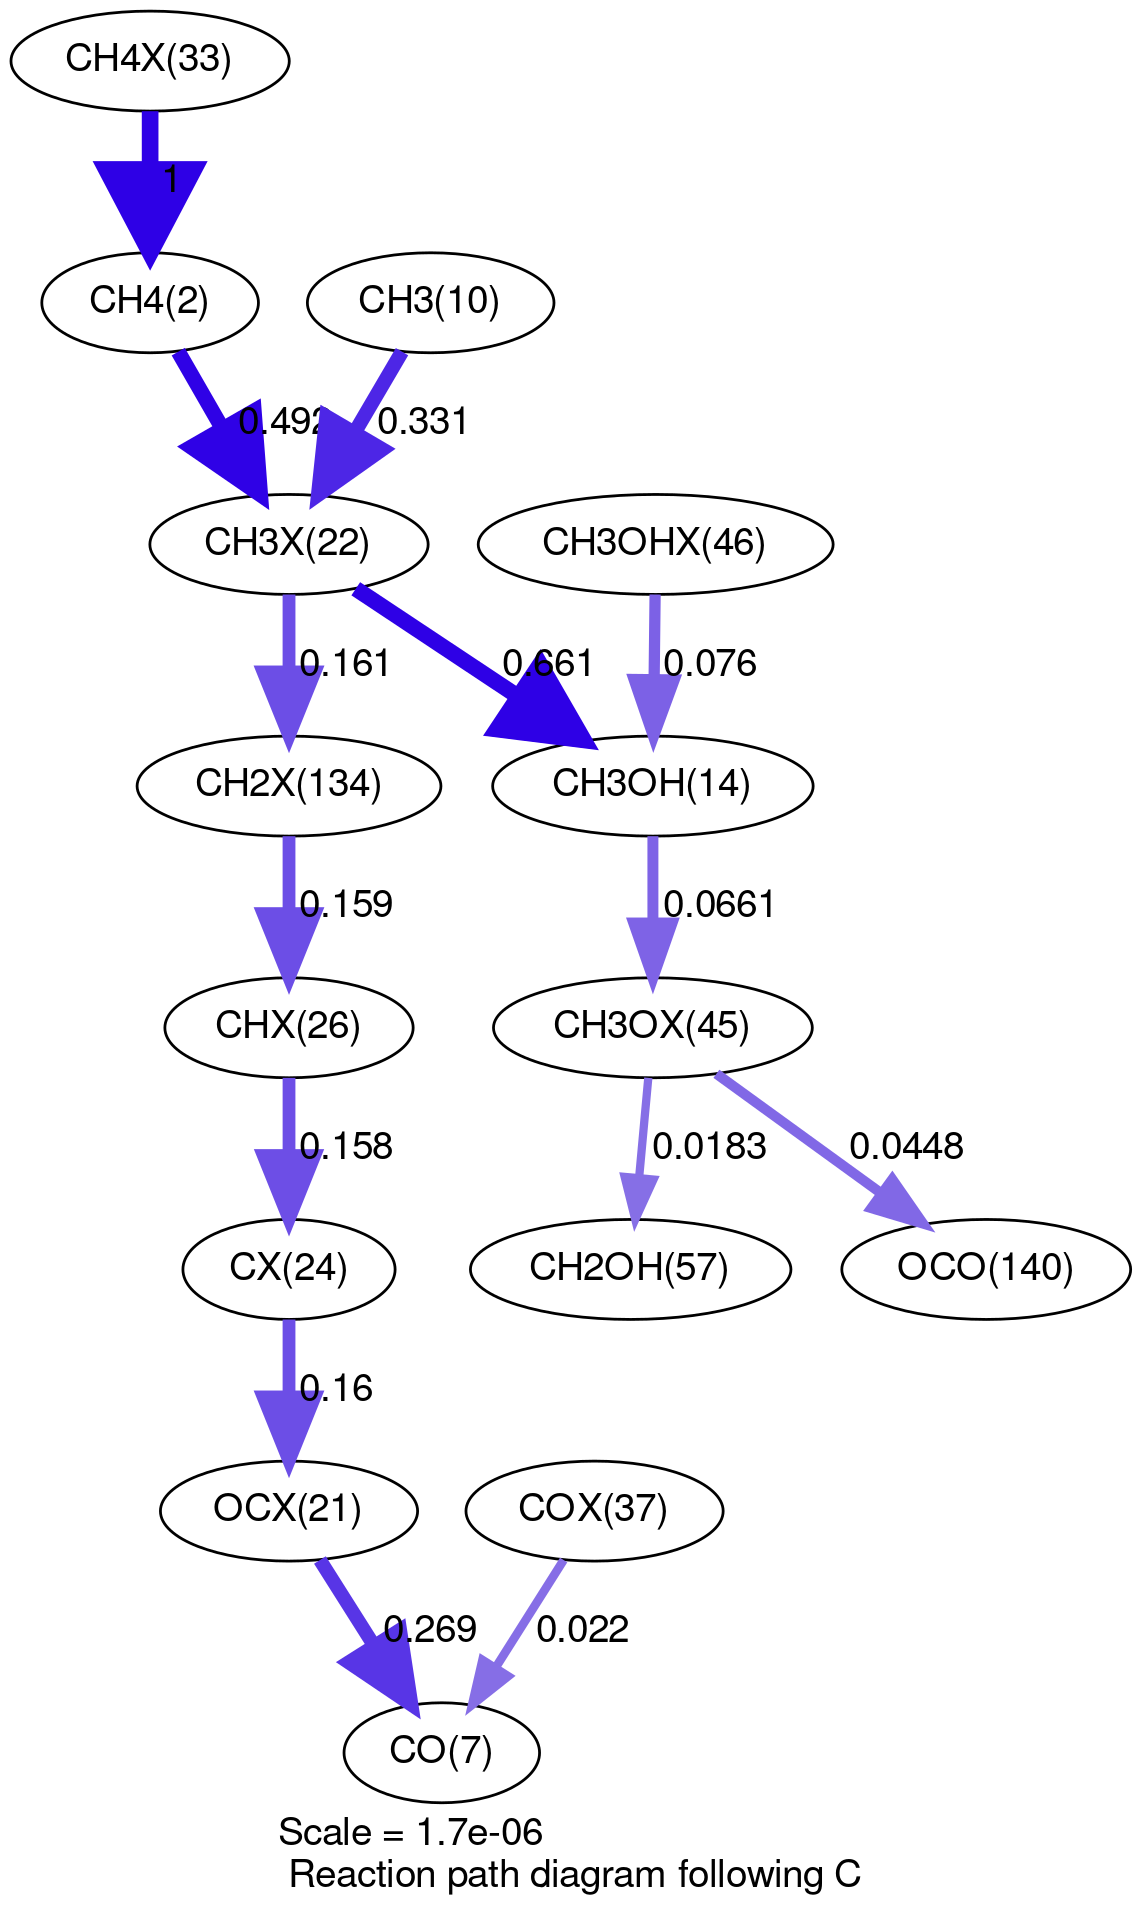 CH4X(33)
1
CH4(2)
CH3(10)
0.492
0.331
CH3X(22)
CH3OHX(46)
0.161
0.661
0.076
CH2X(134)
CH3OH(14)
0.159
0.0661
CHX(26)
CH3OX(45)
0.158
0.0183
0.0448
CX(24)
CH2OH(57)
OCO(140)
0.16
OCX(21)
COX(37)
0.269
0.022
CO(7)
Scale = 1.7e-06
Reaction path diagram following C